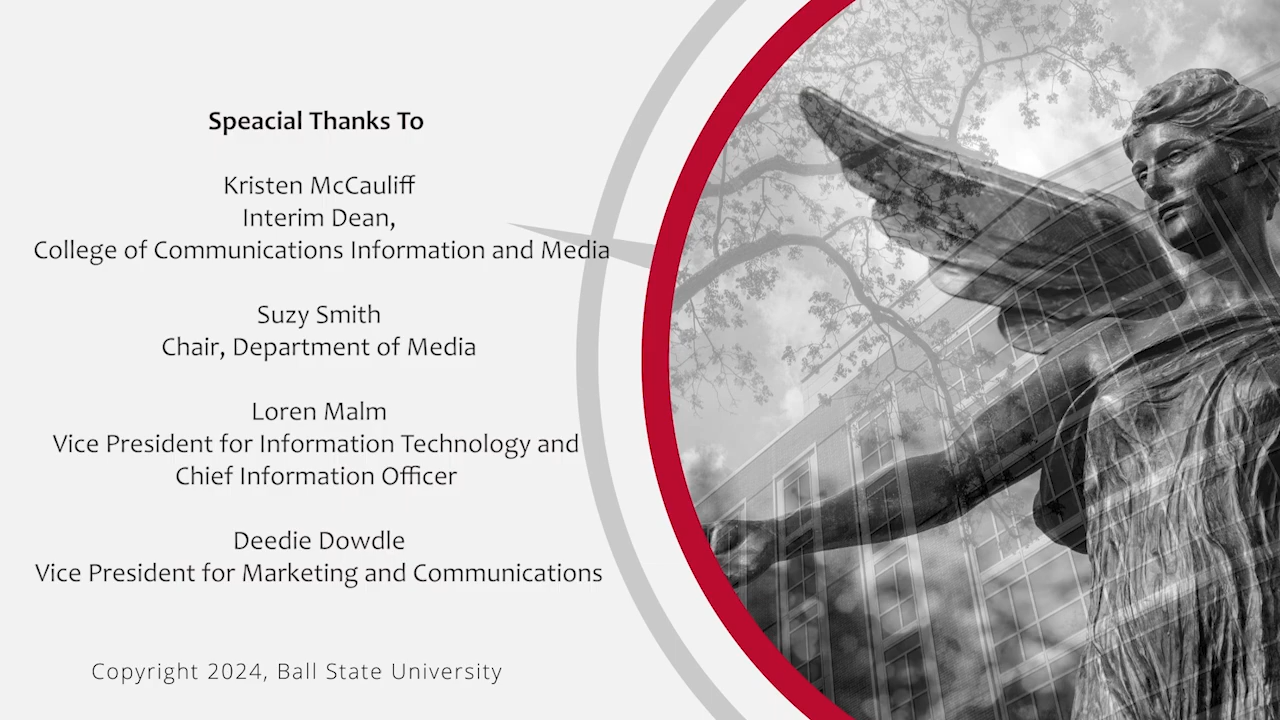 Speacial Thanks To
Kristen McCauliff
Interim Dean,
College of Communications Information and Media
Suzy Smith
Chair, Department of Media
Loren Malm
Vice President for Information Technology and
Chief Information Officer
Deedie Dowdle
Vice President for Marketing and Communications
Copyright 2024, Ball State University